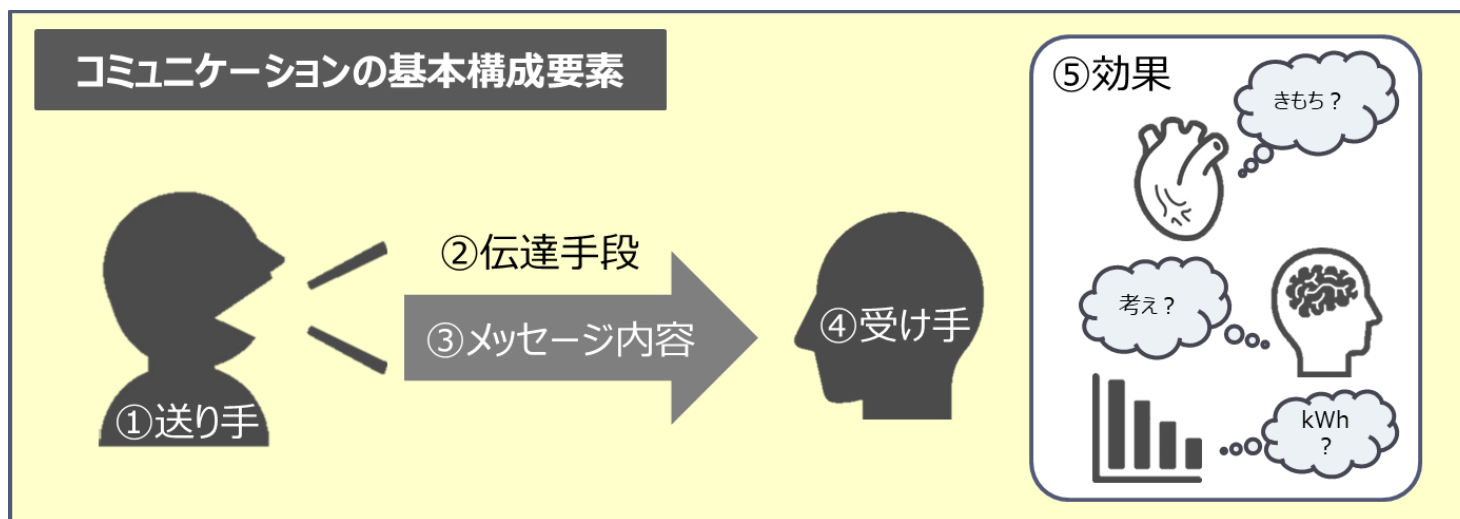 コミュニケーションの基本構成要素
①送り手
②伝達手段
③メッセージ内容
④受け手
⑤効果
きもち？
考え？
kWh
？